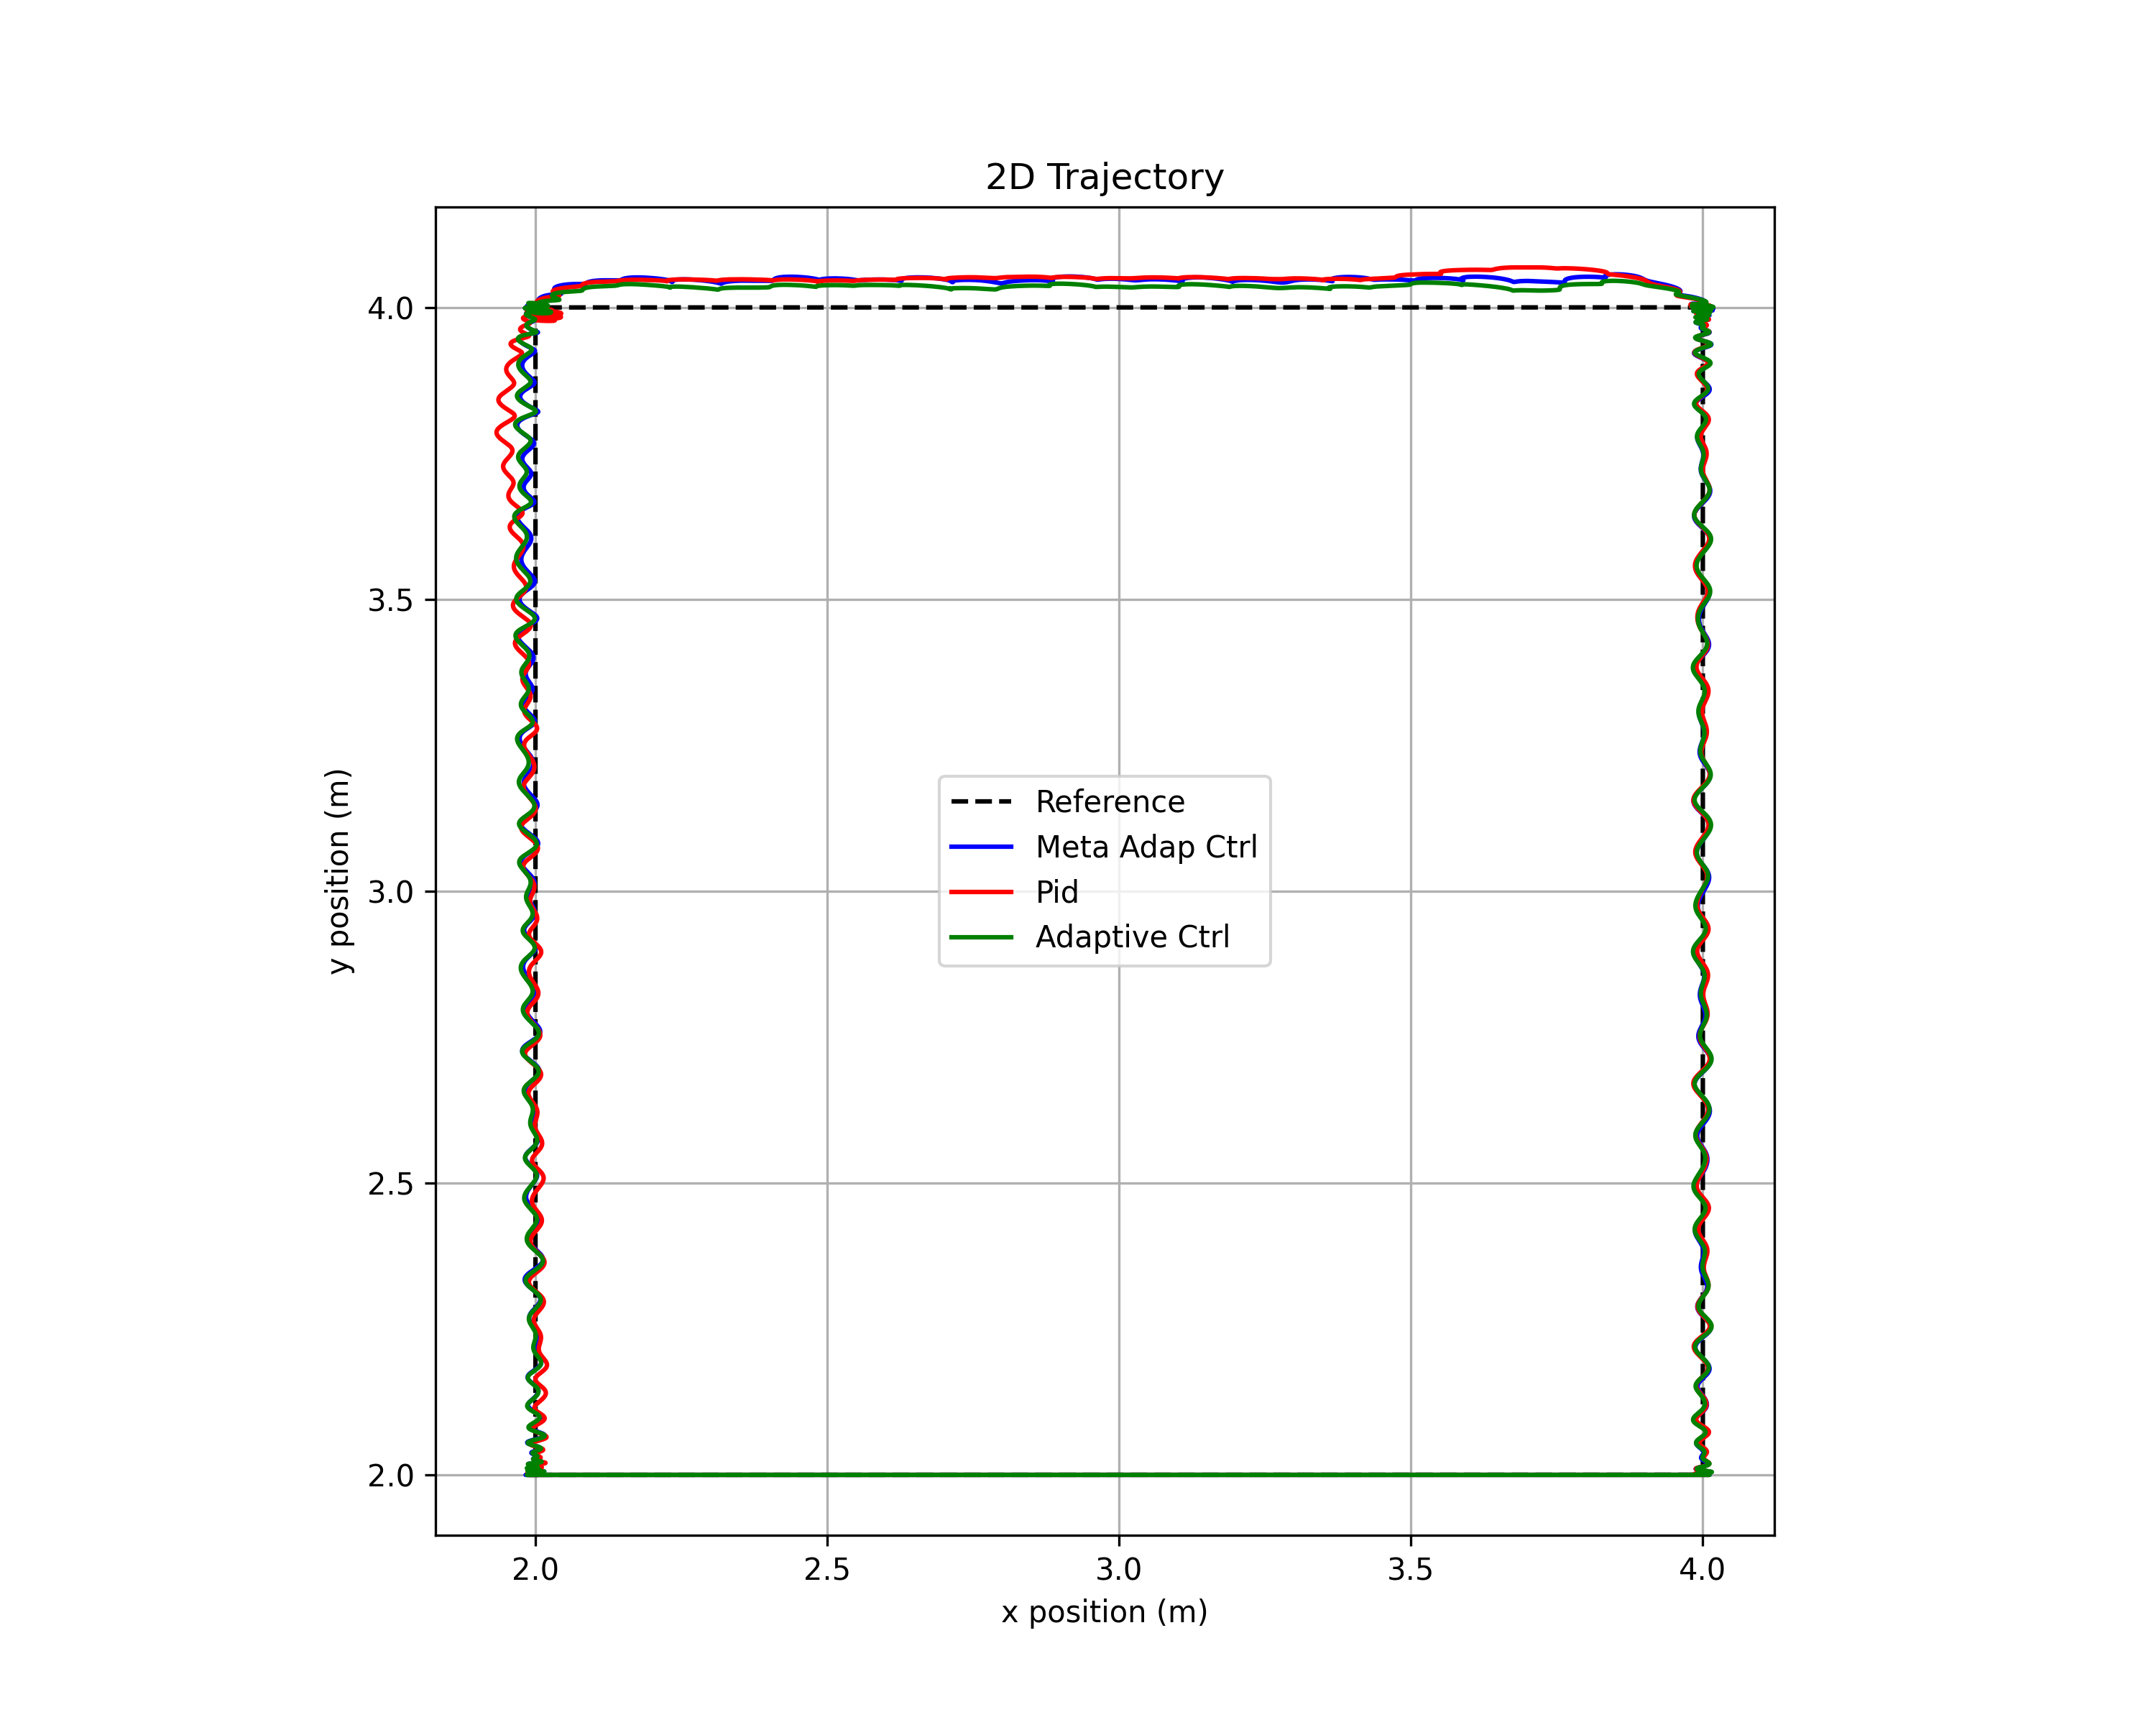 2D Trajectory
4.0
3.5
3.0
2.5
2.0
y position (m)
Reference
Meta Adap Ctrl
Pid
Adaptive Ctrl
2.0 2.5 3.0 3.5 4.0
x position (m)